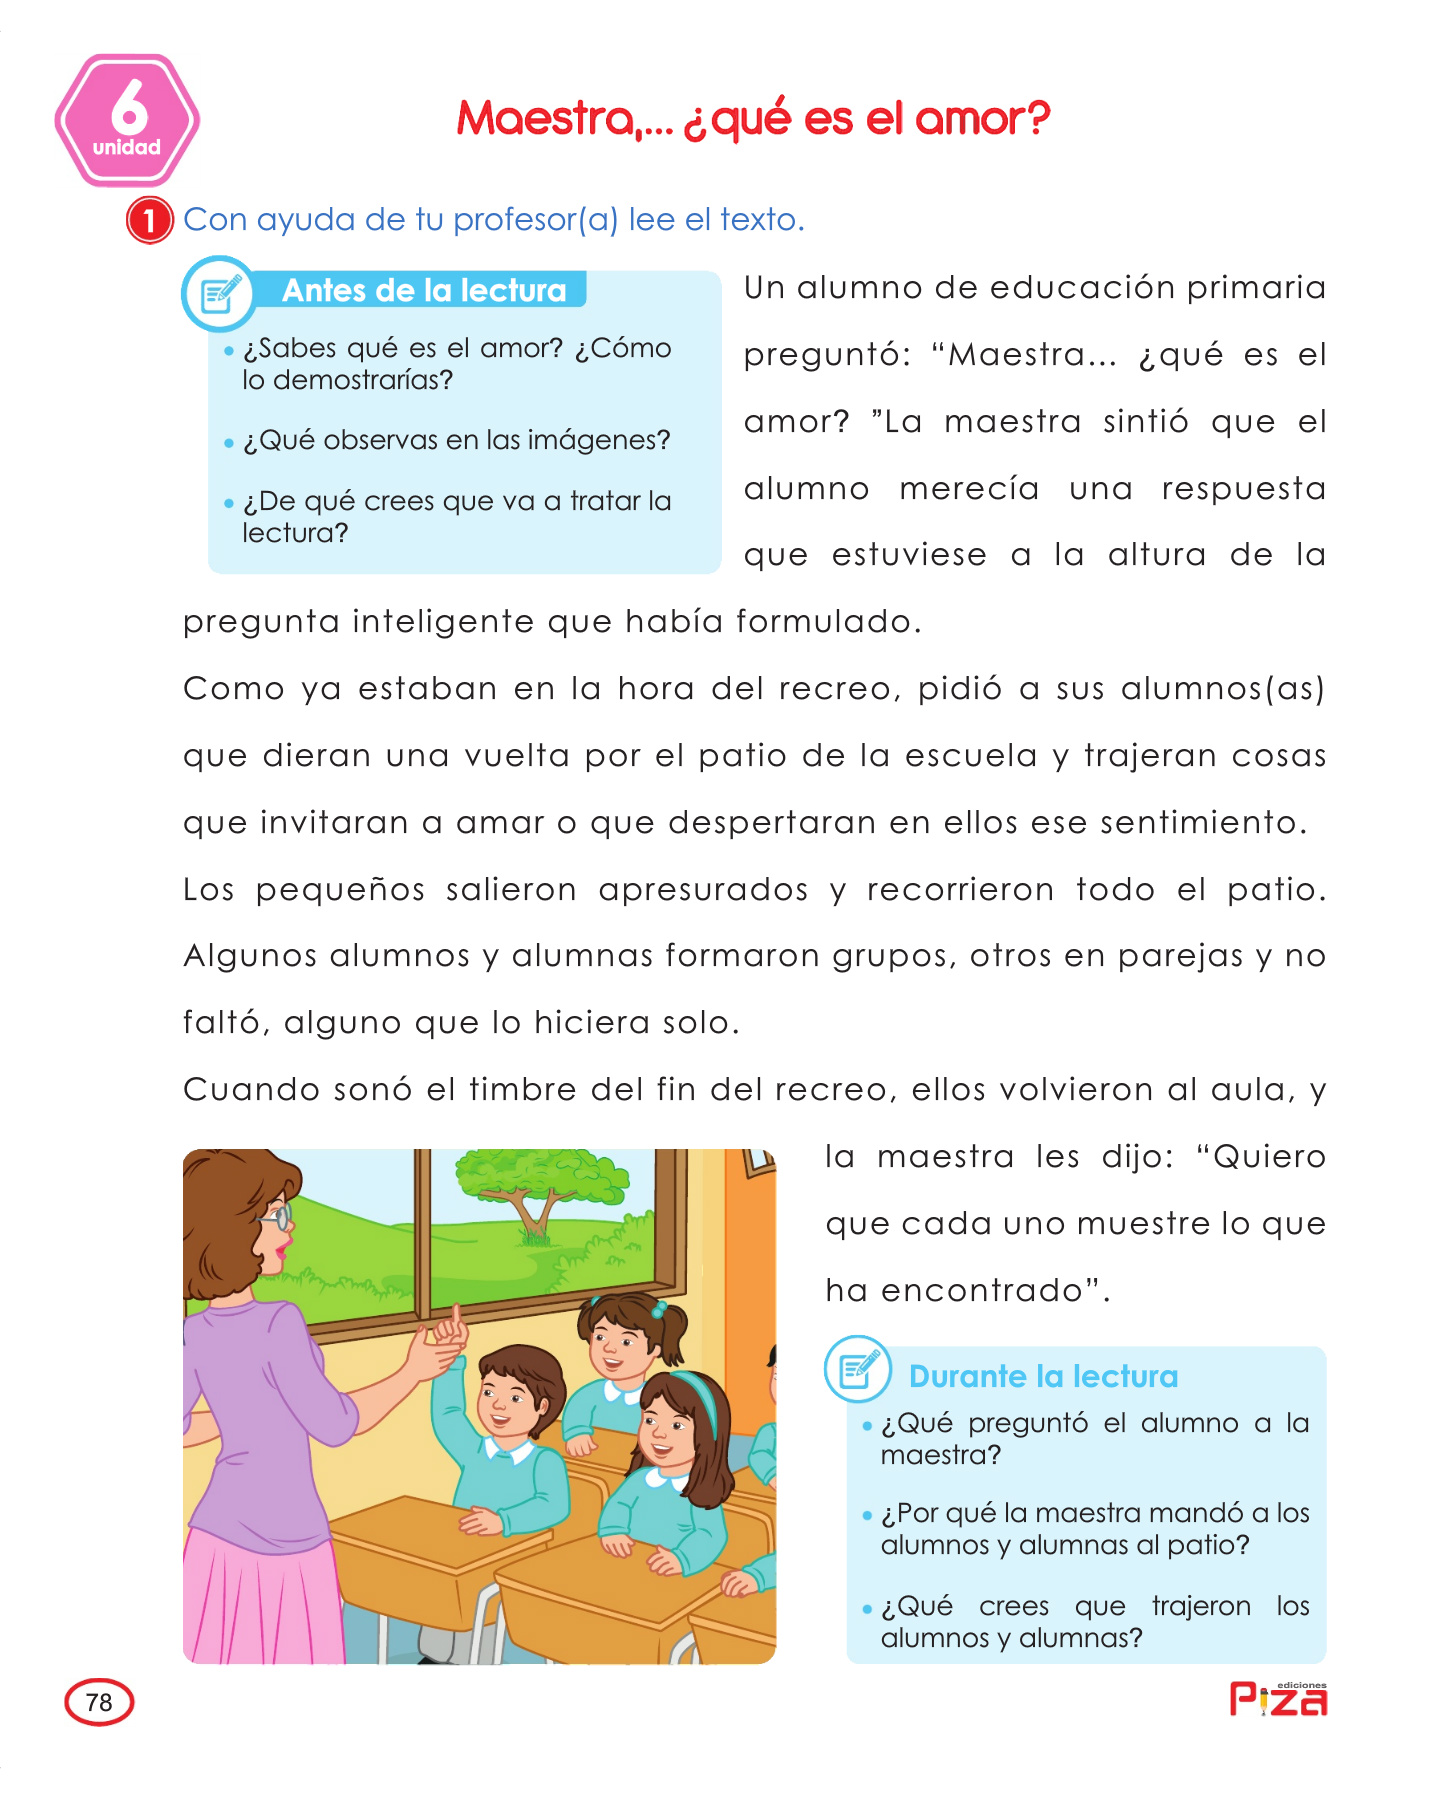 6
unidad
Maestra,... ¿qué es el amor?
1 Con ayuda de tu profesor(a) lee el texto.
Antes de la lectura
• ¿Sabes qué es el amor? ¿Cómo
lo demostrarías?
• ¿Qué observas en las imágenes?
• ¿De qué crees que va a tratar la
lectura?
Un alumno de educación primaria
preguntó: “Maestra... ¿qué es el
amor? ”La maestra sintió que el
alumno merecía una respuesta
que estuviese a la altura de la
pregunta inteligente que había formulado.
Como ya estaban en la hora del recreo, pidió a sus alumnos(as)
que dieran una vuelta por el patio de la escuela y trajeran cosas
que invitaran a amar o que despertaran en ellos ese sentimiento.
Los pequeños salieron apresurados y recorrieron todo el patio.
Algunos alumnos y alumnas formaron grupos, otros en parejas y no
faltó, alguno que lo hiciera solo.
Cuando sonó el timbre del fin del recreo, ellos volvieron al aula, y
la maestra les dijo: “Quiero
que cada uno muestre lo que
ha encontrado”.
Durante la lectura
• ¿Qué preguntó el alumno a la
maestra?
• ¿Por qué la maestra mandó a los
alumnos y alumnas al patio?
• ¿Qué crees que trajeron los
alumnos y alumnas?
78
ediciones
Piza